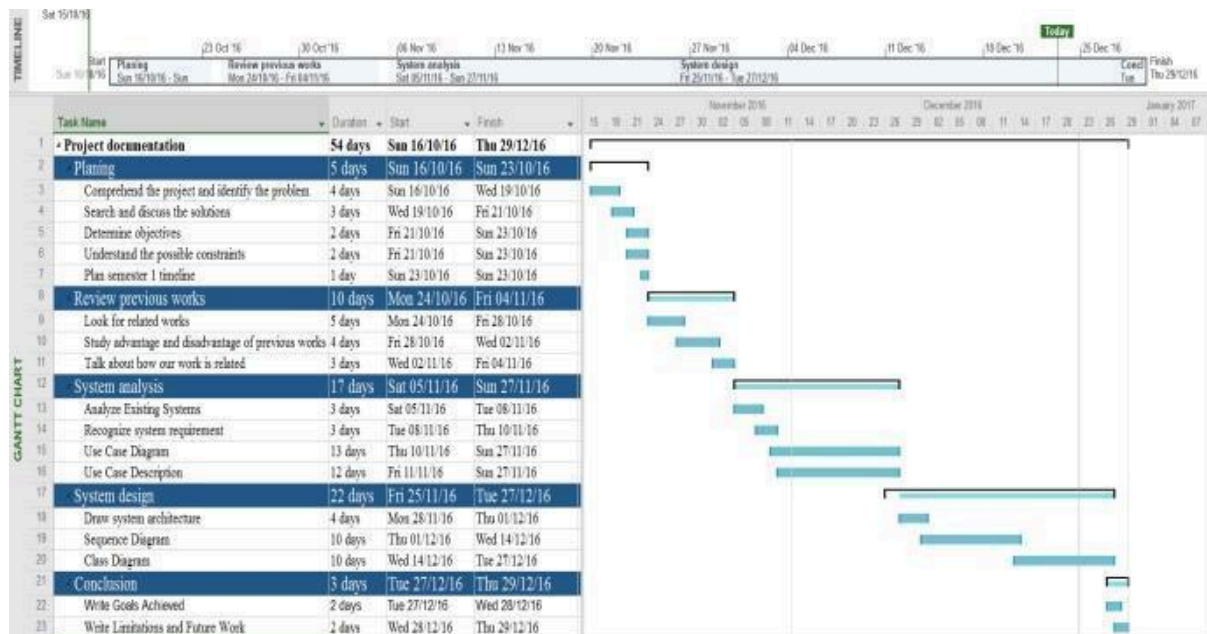 TIMELINE
Sat 15/10/16
Today
23 Oct '16 30 Oct '16 06 Nov '16 13 Nov '16 20 Nov '16 27 Nov '16 04 Dec '16 11 Dec '16 18 Dec '16 25 Dec '16
Start Planing Review previous works System analysis System design Finish
Sun 16/10/16 - Sun Mon 24/10/16 - Fri 04/11/16 Sat 05/11/16 - Sun 27/11/16 Fri 25/11/16 - Tue 27/12/16 Tue Thu 29/12/16
November 2016 December 2016 January 2017
Task Name Duration Start Finish
GANTT CHART
1 Project documentation 54 days Sun 16/10/16 Thu 29/12/16
2 Planing 5 days Sun 16/10/16 Sun 23/10/16
3 Comprehend the project and identify the problem 4 days Sun 16/10/16 Wed 19/10/16
4 Search and discuss the solutions 3 days Wed 19/10/16 Fri 21/10/16
5 Determine objectives 2 days Fri 21/10/16 Sun 23/10/16
6 Understand the possible constraints 2 days Fri 21/10/16 Sun 23/10/16
7 Plan semester 1 timeline 1 day Sun 23/10/16 Sun 23/10/16
8 Review previous works 10 days Mon 24/10/16 Fri 04/11/16
9 Look for related works 5 days Mon 24/10/16 Fri 28/10/16
10 Study advantage and disadvantage of previous works 4 days Fri 28/10/16 Wed 02/11/16
11 Talk about how our work is related 3 days Wed 02/11/16 Fri 04/11/16
12 System analysis 17 days Sat 05/11/16 Sun 27/11/16
13 Analyze Existing Systems 3 days Sat 05/11/16 Tue 08/11/16
14 Recognize system requirement 3 days Tue 08/11/16 Thu 10/11/16
15 Use Case Diagram 13 days Thu 10/11/16 Sun 27/11/16
16 Use Case Description 12 days Fri 11/11/16 Sun 27/11/16
17 System design 22 days Fri 25/11/16 Tue 27/12/16
18 Draw system architecture 4 days Mon 28/11/16 Thu 01/12/16
19 Sequence Diagram 10 days Thu 01/12/16 Wed 14/12/16
20 Class Diagram 10 days Wed 14/12/16 Tue 27/12/16
21 Conclusion 3 days Tue 27/12/16 Thu 29/12/16
22 Write Goals Achieved 2 days Tue 27/12/16 Wed 28/12/16
23 Write Limitations and Future Work 2 days Wed 28/12/16 Thu 29/12/16